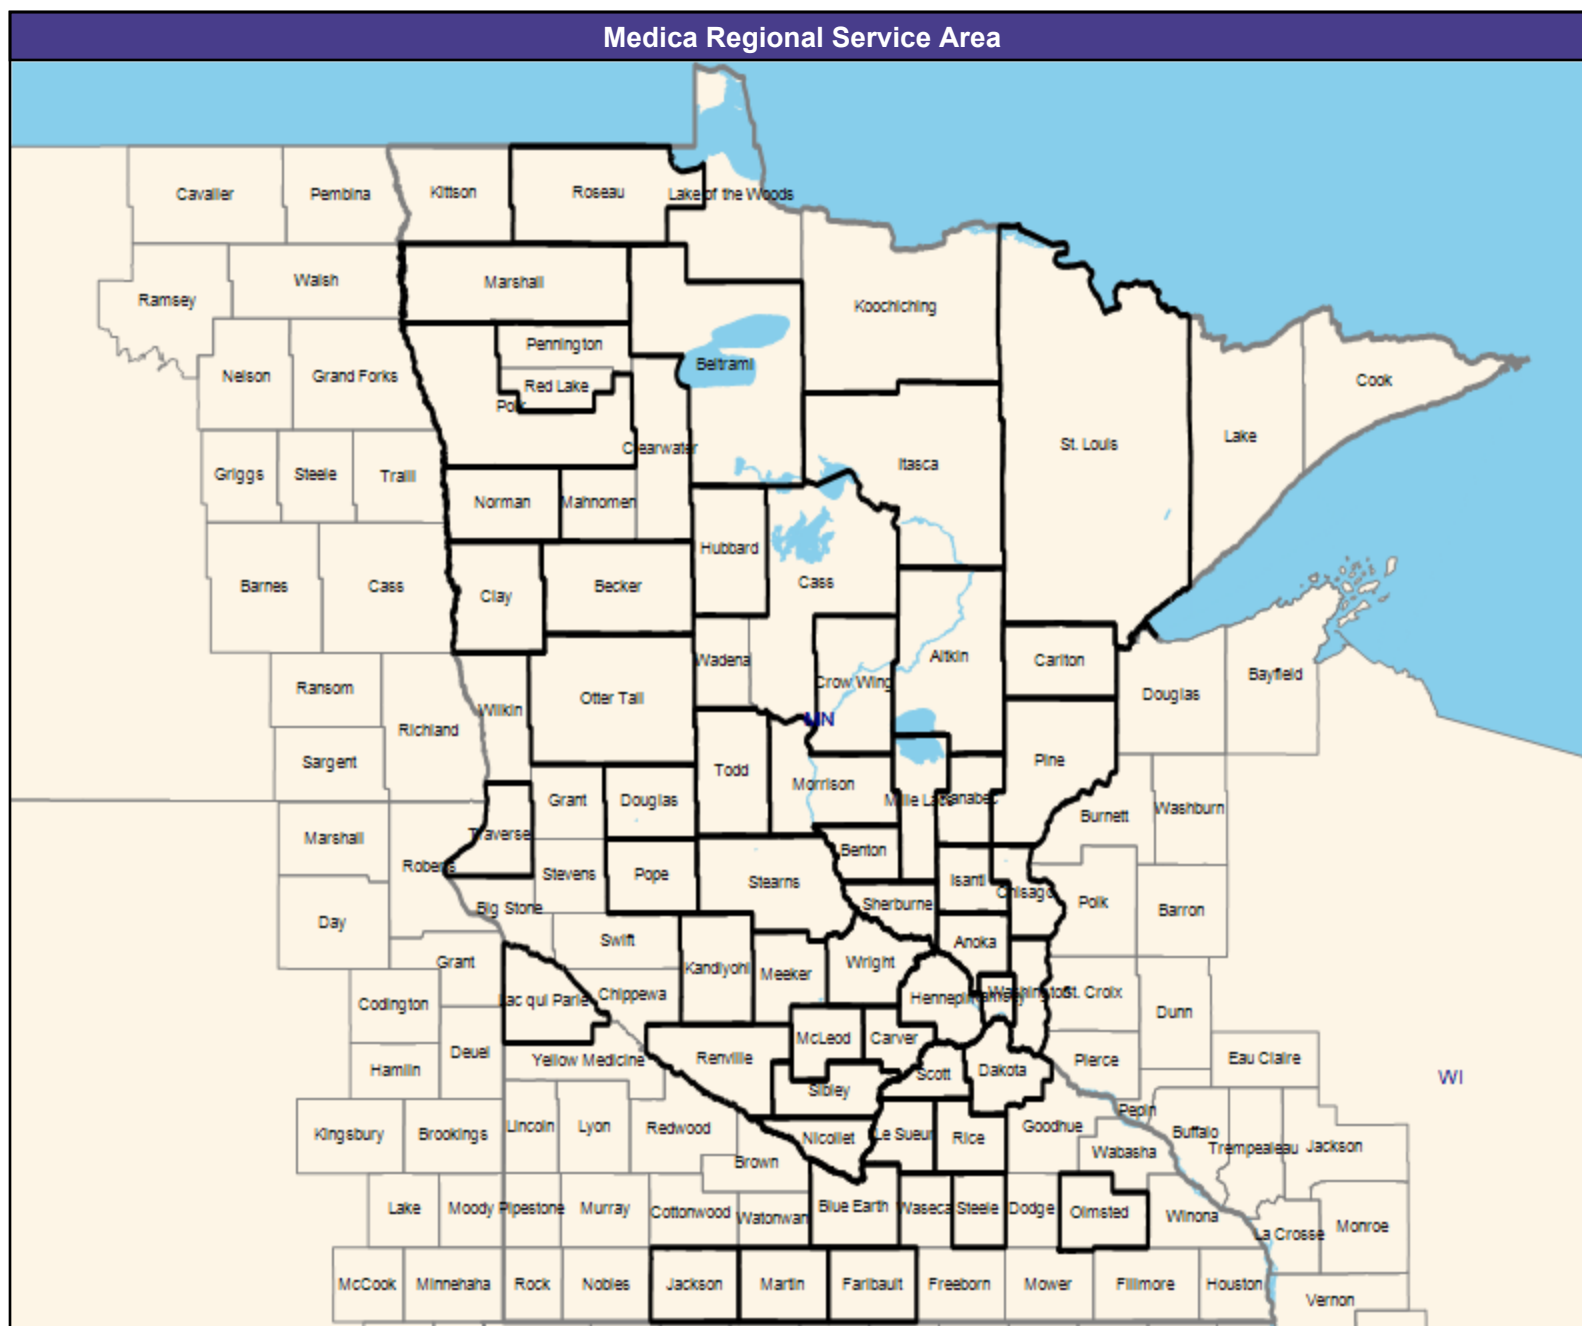 Medica Regional Service Area
Cavalier
Pembina
Kittson
Roseau
Lake of the Woods
Ramsey
Walsh
Marshall
Koochiching
Nelson
Grand Forks
Pennington
Red Lake
Polk
Beltrami
Cook
Lake
St. Louis
Clearwater
Itasca
Griggs
Steele
Traill
Norman
Mahnomen
Hubbard
Cass
Barnes
Cass
Clay
Becker
Wadena
Crow Wing
Aitkin
Carlton
Ransom
Richland
Wilkin
Otter Tail
MN
Douglas
Bayfield
Sargent
Todd
Morrison
Pine
Grant
Douglas
Mille Lacs
Kanabec
Burnett
Washburn
Marshall
Roberts
Traverse
Stevens
Pope
Stearns
Benton
Isanti
Chisago
Polk
Barron
Day
Big Stone
Sherburne
Swift
Anoka
Grant
Kandiyohi
Meeker
Wright
Codington
Lac qui Parle
Chippewa
Hennepin
Ramsey
Washington
St. Croix
Dunn
Deuel
Hamlin
Yellow Medicine
Renville
McLeod
Carver
Scott
Dakota
Pierce
Eau Claire
WI
Sibley
Kingsbury
Brookings
Lincoln
Lyon
Redwood
Nicollet
Le Sueur
Rice
Goodhue
Pepin
Buffalo
Trempealeau
Jackson
Wabasha
Brown
Lake
Moody
Pipestone
Murray
Cottonwood
Watonwan
Blue Earth
Waseca
Steele
Dodge
Olmsted
Winona
La Crosse
Monroe
McCook
Minnehaha
Rock
Nobles
Jackson
Martin
Faribault
Freeborn
Mower
Fillmore
Houston
Vernon